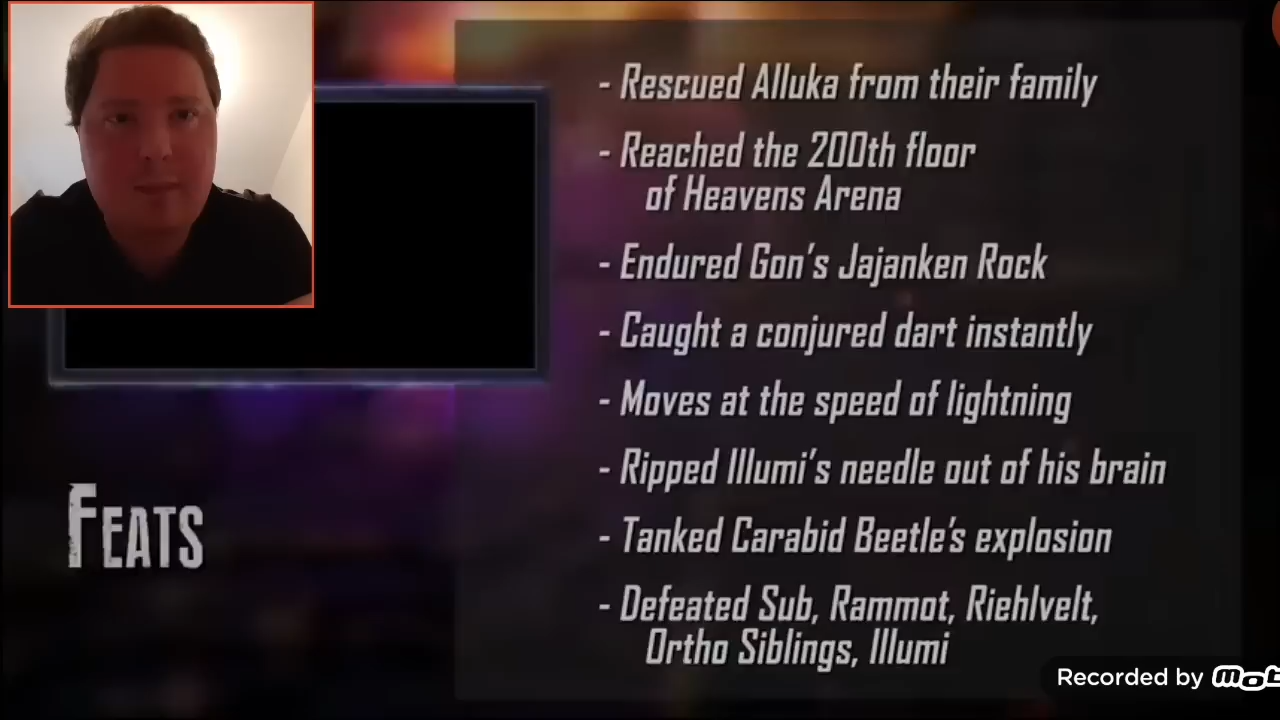 - Rescued Alluka from their family
- Reached the 200th floor
of Heavens Arena
- Endured Gon's Jajanken Rock
- Caught a conjured dart instantly
- Moves at the speed of lightning
- Ripped Illumi's needle out of his brain
- Tanked Carabid Beetle's explosion
- Defeated Sub, Rammot, Riehlvelt,
Ortho Siblings, Illumi
Feats
Recorded by